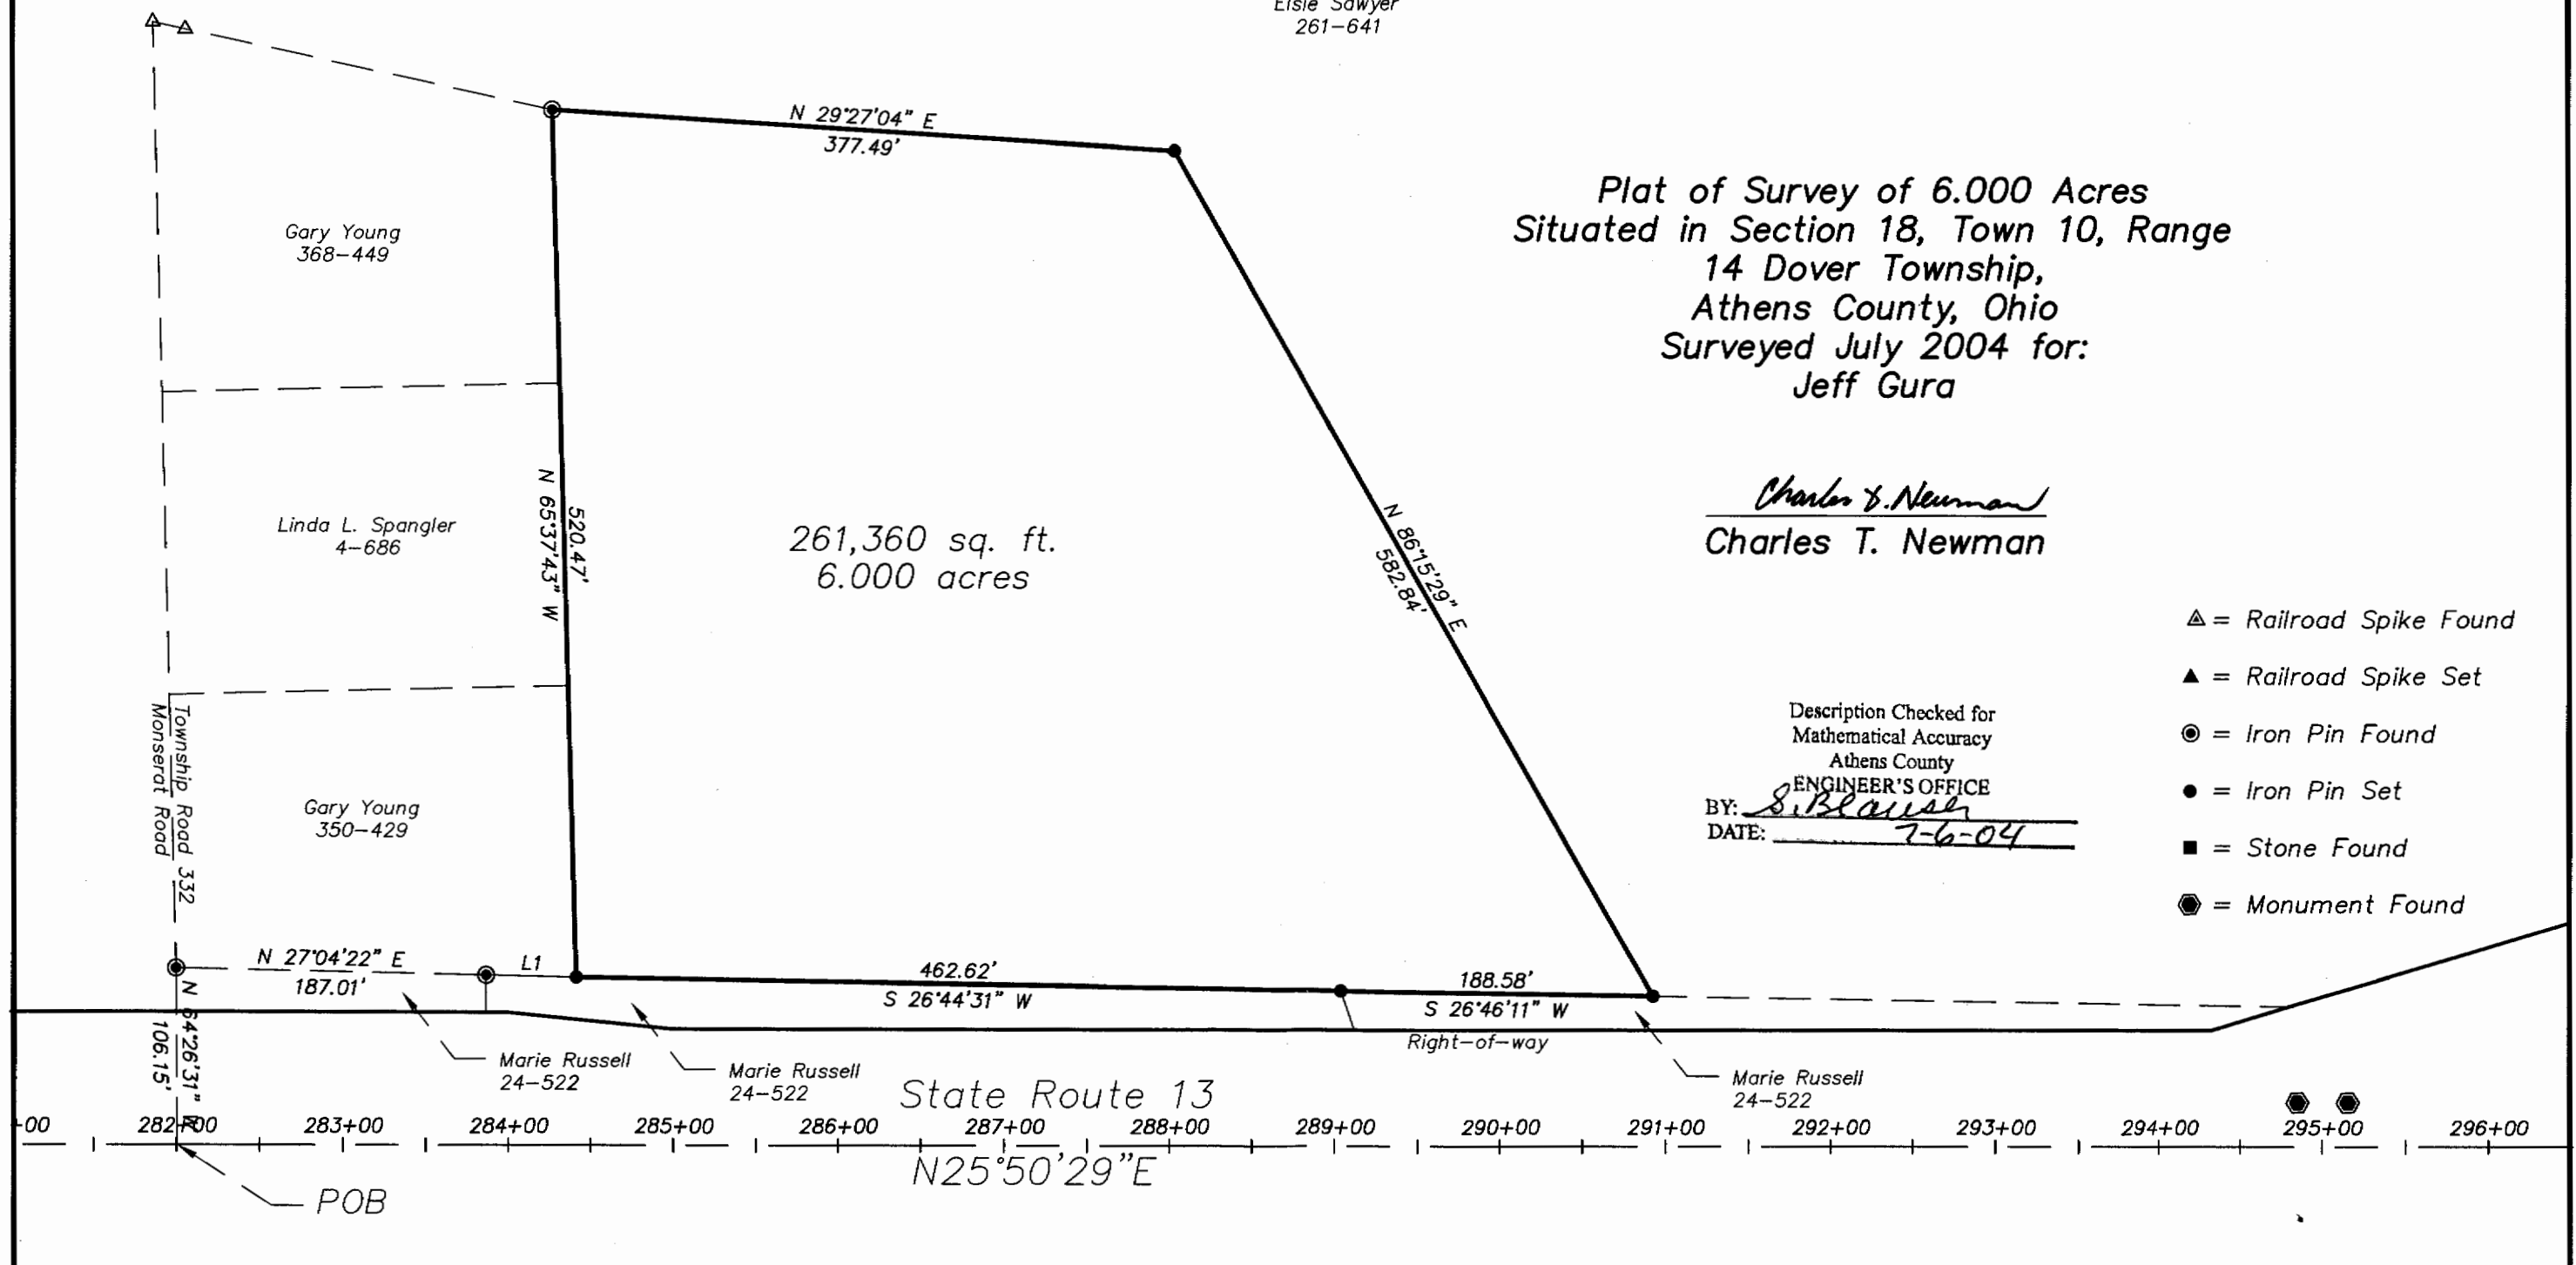 Elsie Sawyer
261-641
N 29°27'04" E
377.49'
Gary Young
368-449
Plat of Survey of 6.000 Acres
Situated in Section 18, Town 10, Range
14 Dover Township,
Athens County, Ohio
Surveyed July 2004 for:
Jeff Gura
Charles T. Newman
Charles T. Newman
N 65°37'43" W
520.47'
Linda L. Spangler
4-686
261,360 sq. ft.
6.000 acres
N 86°15'29" E
582.84'
= Railroad Spike Found
= Railroad Spike Set
= Iron Pin Found
= Iron Pin Set
= Stone Found
= Monument Found
Description Checked for
Mathematical Accuracy
Athens County
ENGINEER'S OFFICE
BY:
DATE: 7-6-04
Township Road 332
Monserat Road
Gary Young
350-429
N 27°04'22" E
187.01'
L1
462.62'
S 26°44'31" W
188.58'
S 26°46'11" W
N 64°26'31" W
106.15'
Right-of-way
Marie Russell
24-522
Marie Russell
24-522
Marie Russell
24-522
State Route 13
+00 282+00 283+00 284+00 285+00 286+00 287+00 288+00 289+00 290+00 291+00 292+00 293+00 294+00 295+00 296+00
N25°50'29"E
POB